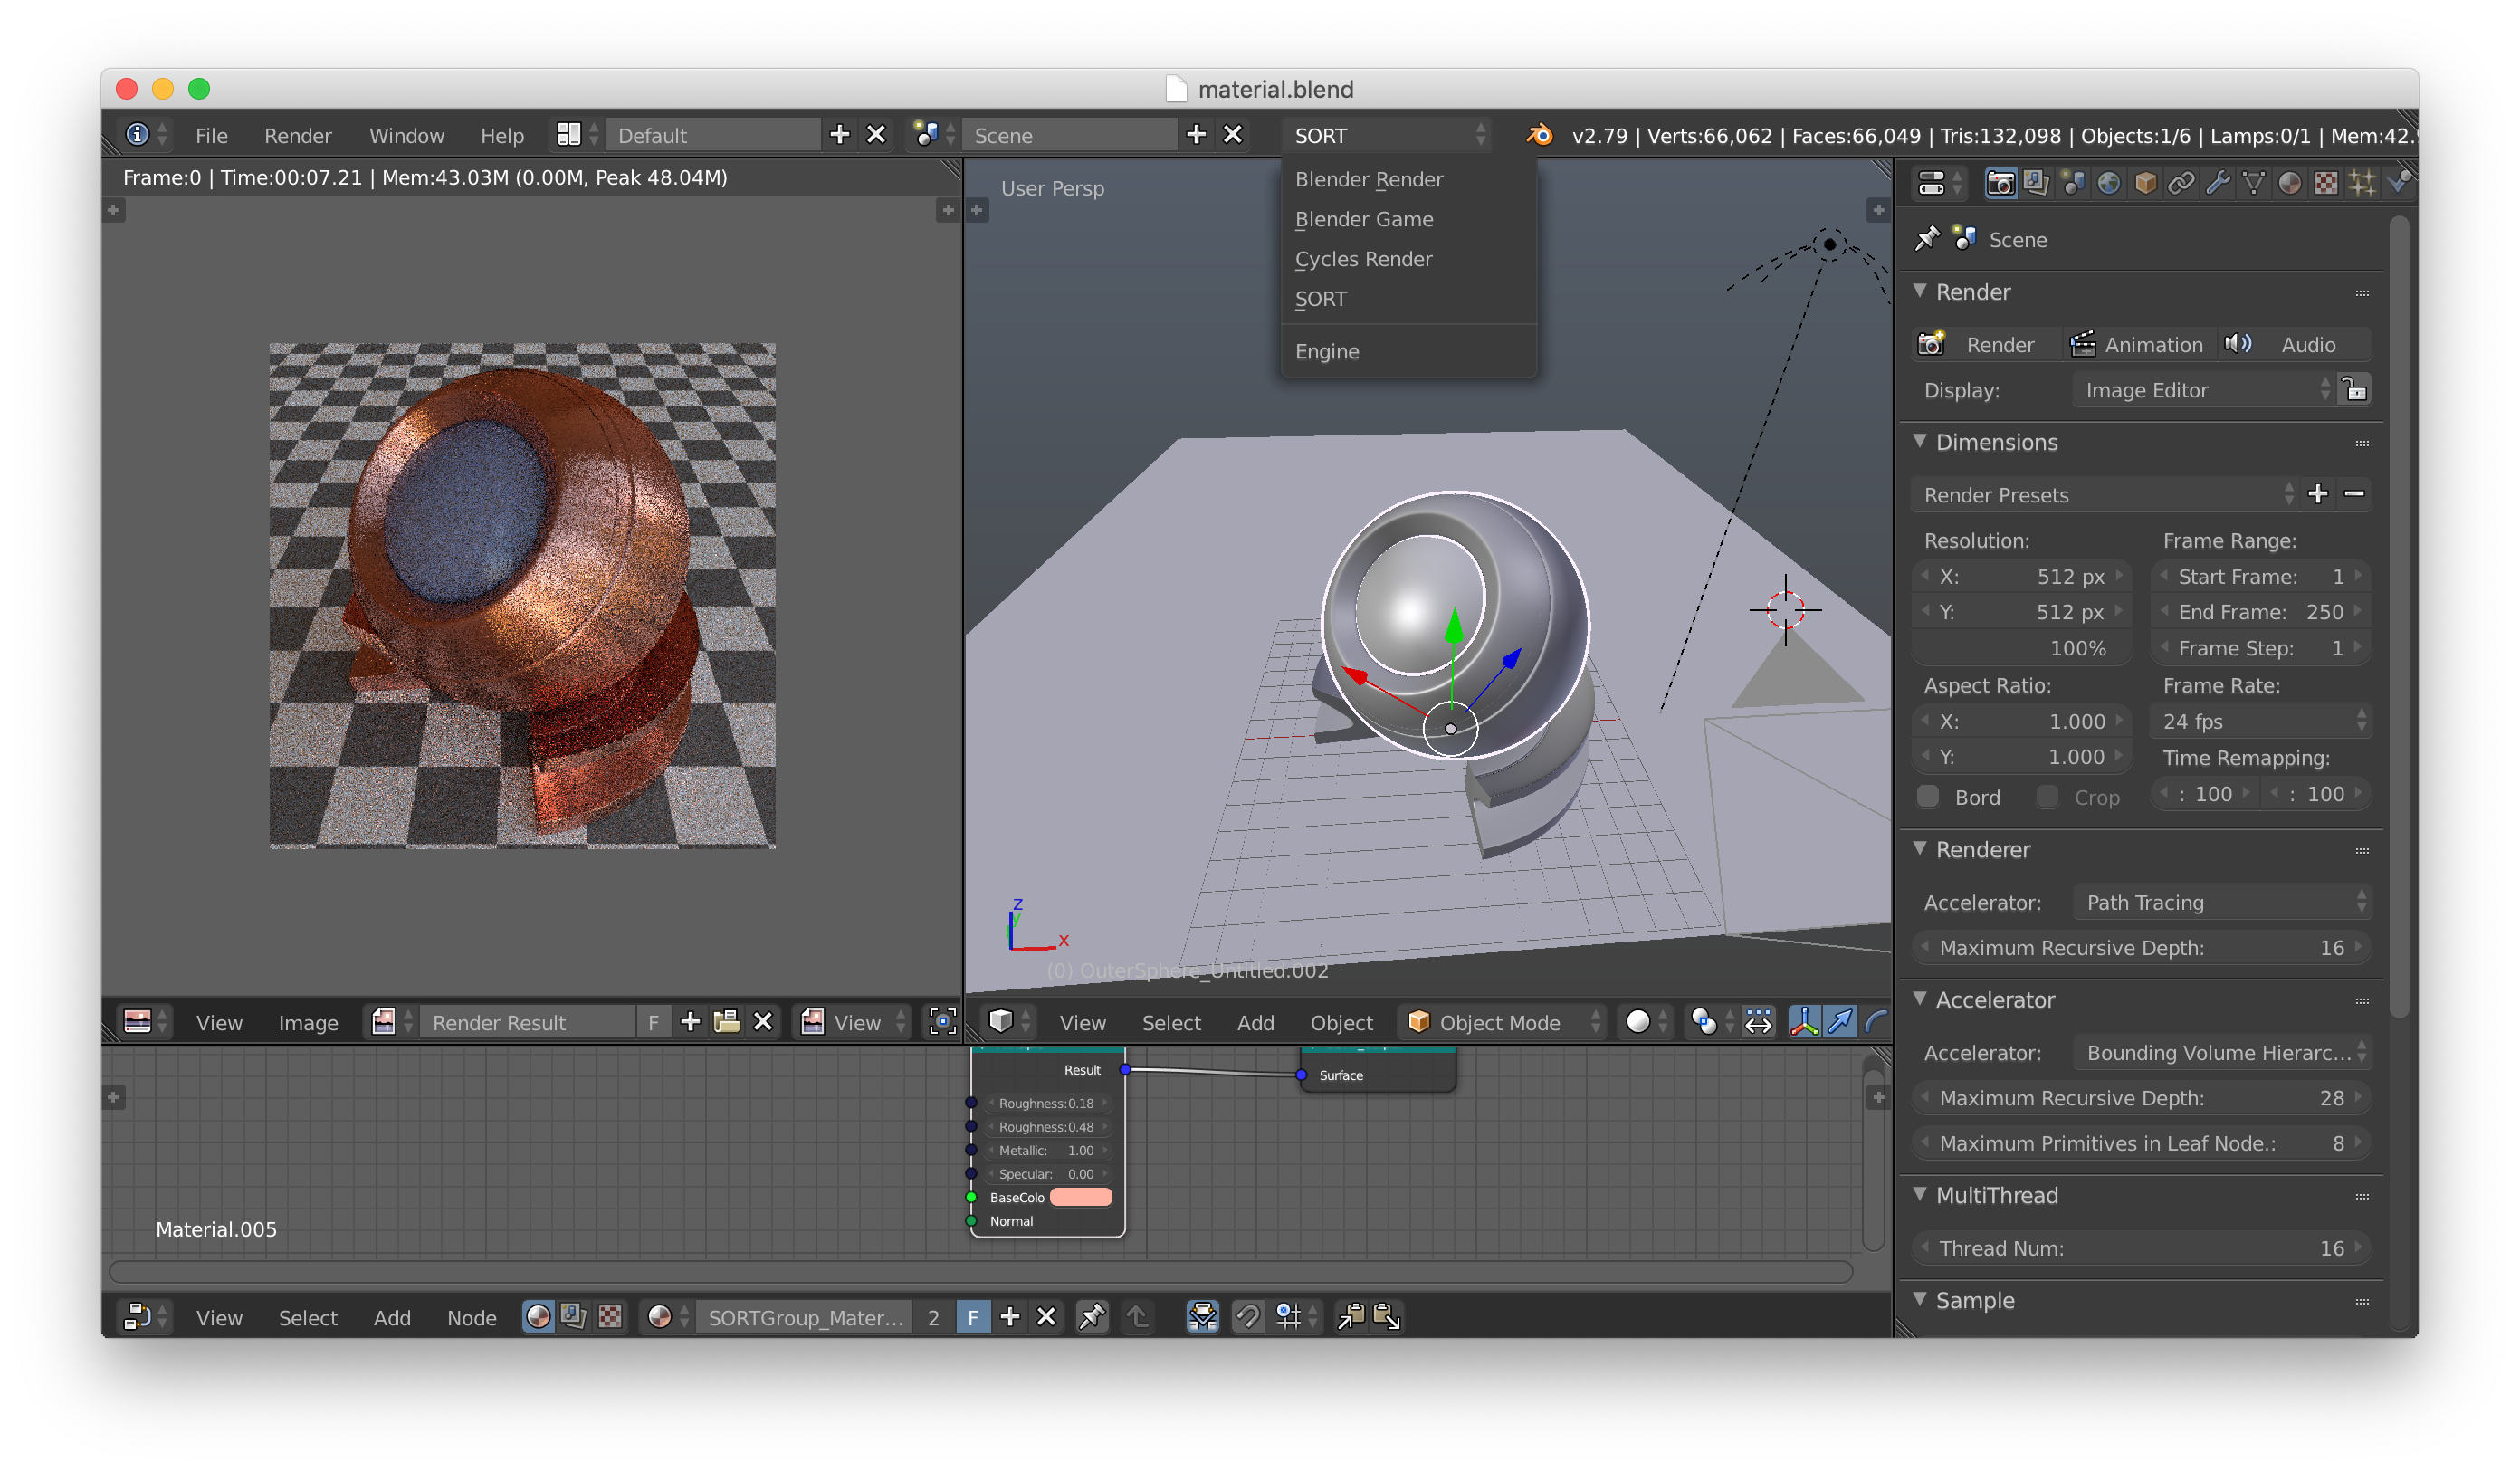 material.blend
File Render Window Help Default Scene SORT v2.79 | Verts:66,062 | Faces:66,049 | Tris:132,098 | Objects:1/6 | Lamps:0/1 | Mem:42.
Blender Render
Blender Game
Cycles Render
SORT
Engine
Frame:0 | Time:00:07.21 | Mem:43.03M (0.00M, Peak 48.04M)
User Persp
z
y
x
(0) OuterSphere_Untitled.002
View Image Render Result F View
View Select Add Object Object Mode
Result
Roughness:0.18
Roughness:0.48
Metallic: 1.00
Specular: 0.00
BaseColo
Normal
Surface
Material.005
View Select Add Node SORTGroup_Mater... 2 F
Scene
Render
Render Animation Audio
Display: Image Editor
Dimensions
Render Presets
Resolution: Frame Range:
X: 512 px Start Frame: 1
Y: 512 px End Frame: 250
100% Frame Step: 1
Aspect Ratio: Frame Rate:
X: 1.000 24 fps
Y: 1.000 Time Remapping:
Bord Crop : 100 : 100
Renderer
Accelerator: Path Tracing
Maximum Recursive Depth: 16
Accelerator
Accelerator: Bounding Volume Hierarc...
Maximum Recursive Depth: 28
Maximum Primitives in Leaf Node.: 8
MultiThread
Thread Num: 16
Sample